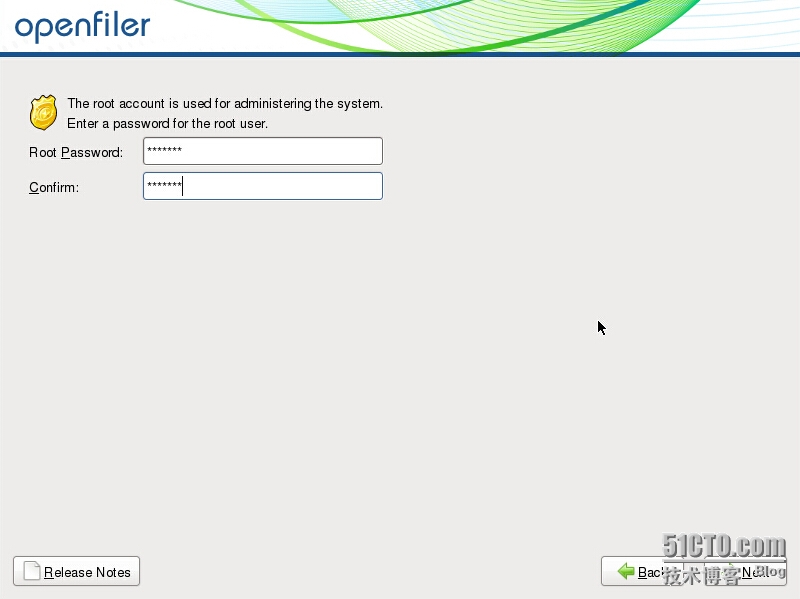 openfiler
The root account is used for administering the system.
Enter a password for the root user.
Root Password: *******
Confirm: *******
51CTO.com
Release Notes
Back
Next
技术博客 Blog